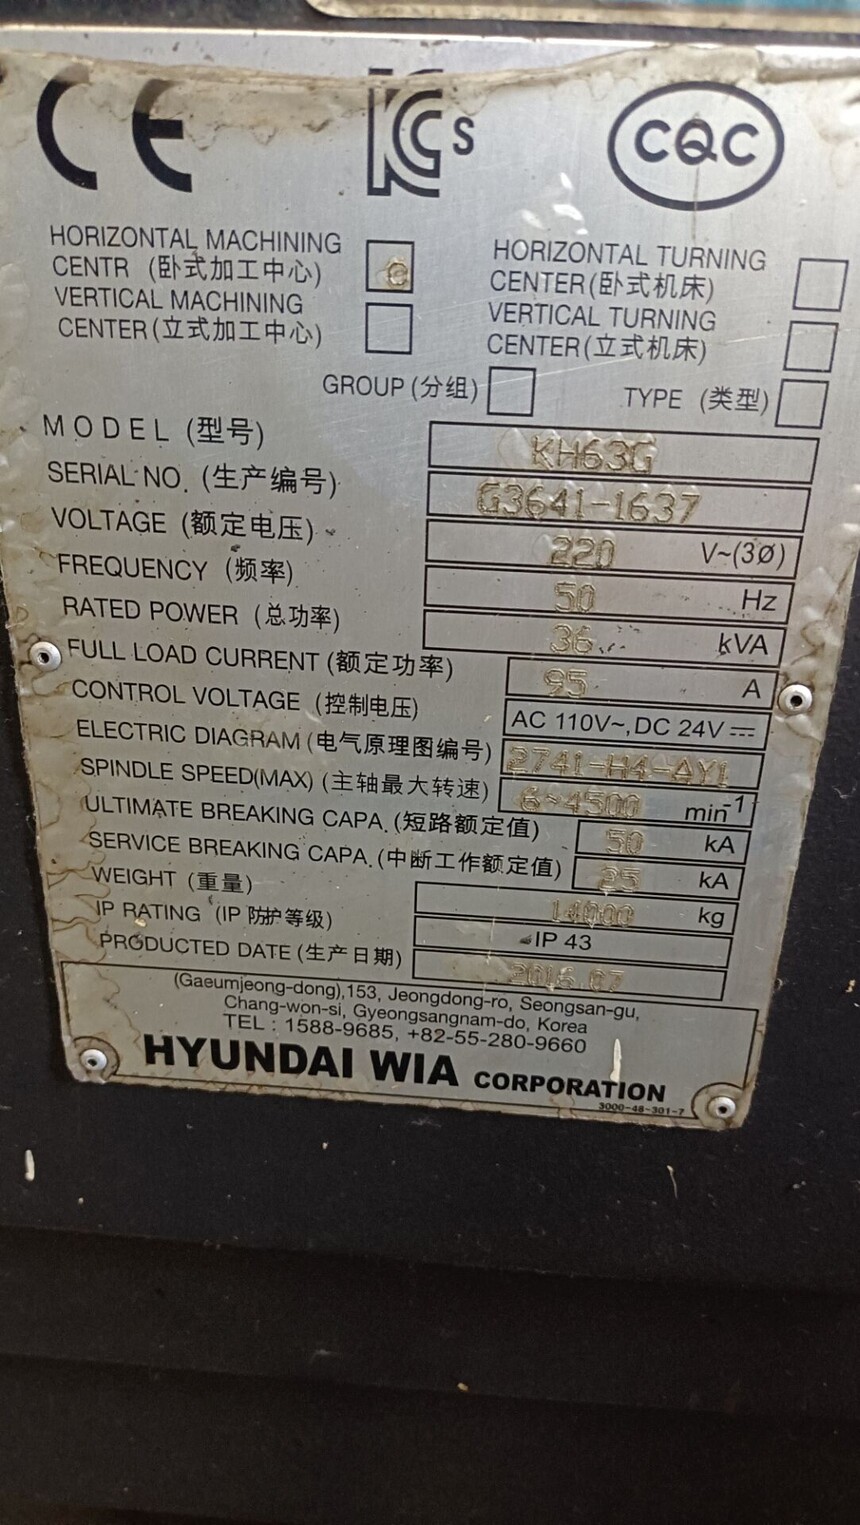 CE
KCs
CQC
HORIZONTAL MACHINING
CENTR (卧式加工中心)
VERTICAL MACHINING
CENTER (立式加工中心)
HORIZONTAL TURNING
CENTER (卧式机床)
VERTICAL TURNING
CENTER (立式机床)
GROUP (分组)
TYPE (类型)
MODEL (型号) KH63G
SERIAL NO. (生产编号) G3641-1637
VOLTAGE (额定电压) 220 V~(3Ø)
FREQUENCY (频率) 50 Hz
RATED POWER (总功率) 36 kVA
FULL LOAD CURRENT (额定功率) 95 A
CONTROL VOLTAGE (控制电压) AC 110V~, DC 24V
ELECTRIC DIAGRAM (电气原理图编号) 2741-H4-AY1
SPINDLE SPEED(MAX) (主轴最大转速) 6~4500 min-1
ULTIMATE BREAKING CAPA. (短路额定值) 50 kA
SERVICE BREAKING CAPA. (中断工作额定值) 25 kA
WEIGHT (重量) 14000 kg
IP RATING (IP 防护等级) IP 43
PRODUCTED DATE (生产日期) 2016.07
(Gaeumjeong-dong),153, Jeongdong-ro, Seongsan-gu,
Chang-won-si, Gyeongsangnam-do, Korea
TEL : 1588-9685, +82-55-280-9660
HYUNDAI WIA CORPORATION
3000-48-301-7